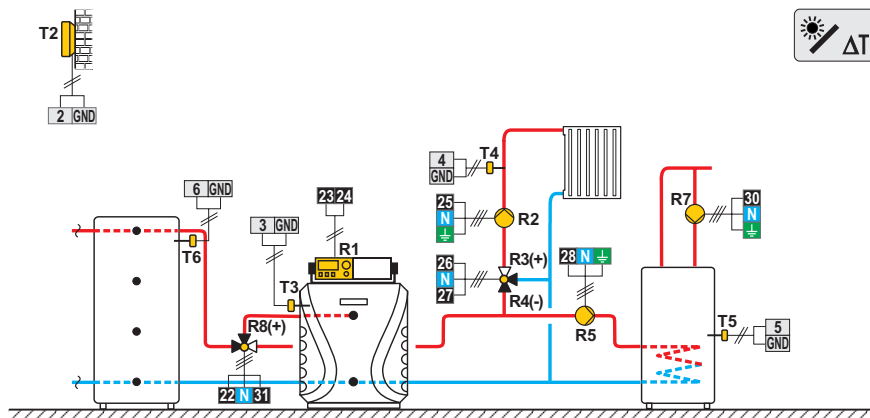 T2
ΔT
2 GND
4
GND
T4
6 GND
23 24
25
N
R2
R7
30
N
3 GND
T6
R1
26
N
27
R3(+)
R4(-)
28 N
T3
R8(+)
R5
T5
5
GND
22 N 31